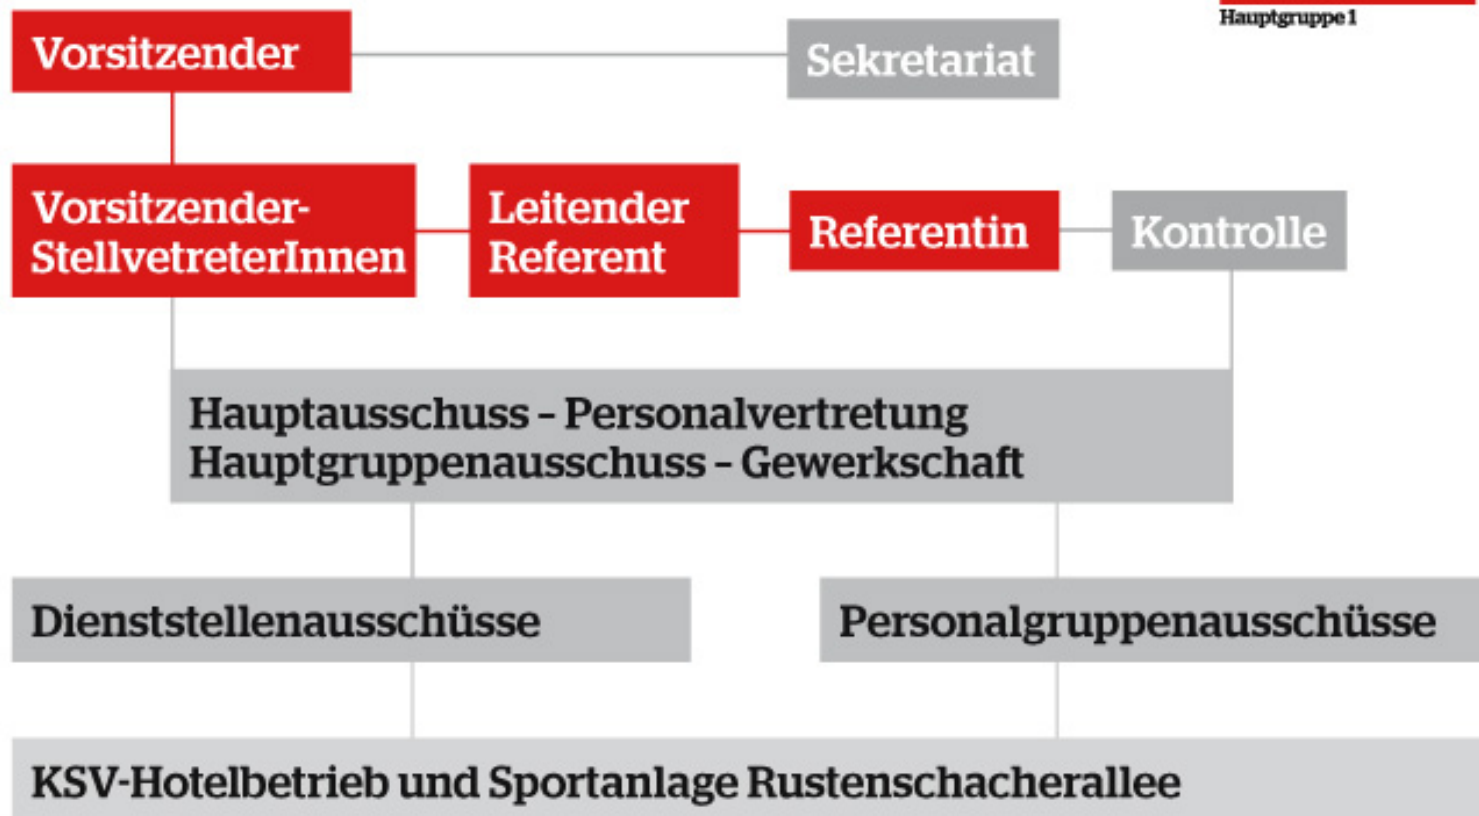 Hauptgruppe 1
Vorsitzender
Sekretariat
Vorsitzender-
StellvetreterInnen
Leitender
Referent
Referentin
Kontrolle
Hauptausschuss – Personalvertretung
Hauptgruppenausschuss – Gewerkschaft
Dienststellenausschüsse
Personalgruppenausschüsse
KSV-Hotelbetrieb und Sportanlage Rustenschacherallee